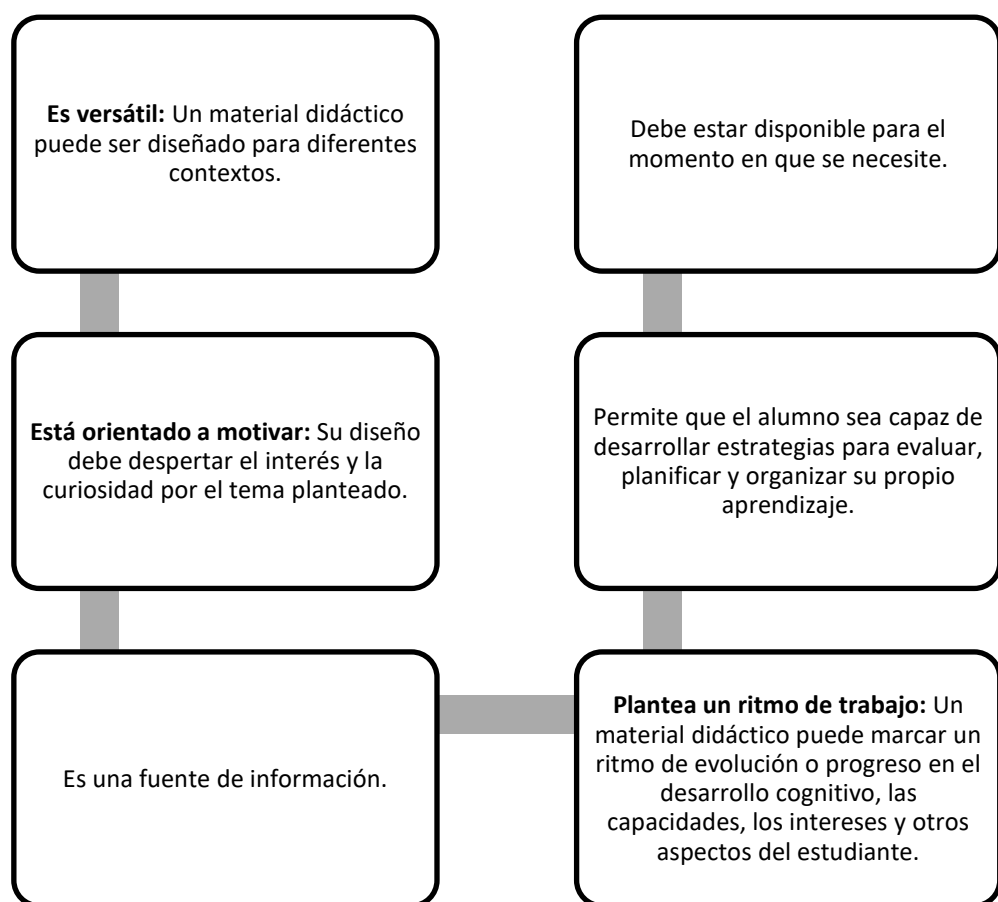 Es versátil: Un material didáctico
puede ser diseñado para diferentes
contextos.
Está orientado a motivar: Su diseño
debe despertar el interés y la
curiosidad por el tema planteado.
Es una fuente de información.
Plantea un ritmo de trabajo: Un
material didáctico puede marcar un
ritmo de evolución o progreso en el
desarrollo cognitivo, las
capacidades, los intereses y otros
aspectos del estudiante.
Permite que el alumno sea capaz de
desarrollar estrategias para evaluar,
planificar y organizar su propio
aprendizaje.
Debe estar disponible para el
momento en que se necesite.